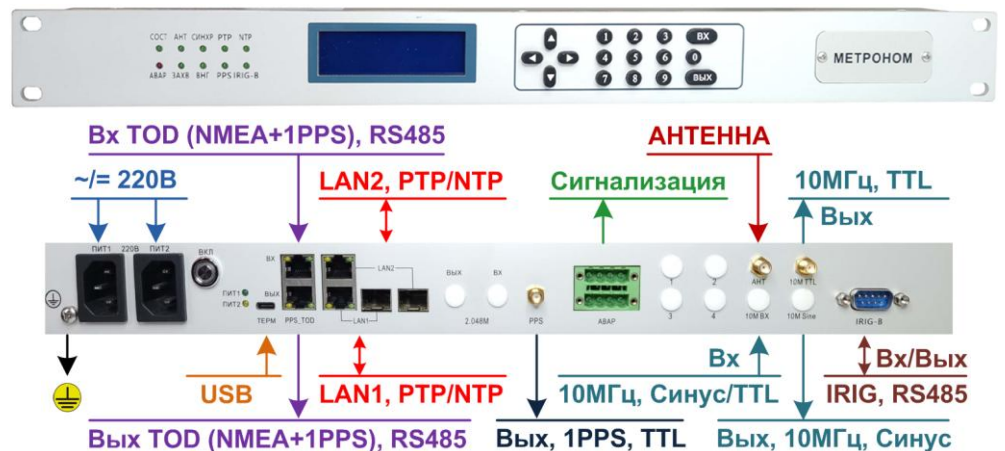 СОСТ АНТ СИНХР PTP NTP
АВАР ЗАХВ ВНГ PPS IRIG-B
1 2 3 ВХ
4 5 6 0
7 8 9 ВЫХ
МЕТРОНОМ
Вх TOD (NMEA+1PPS), RS485
АНТЕННА
~/= 220В
LAN2, PTP/NTP
Сигнализация
10МГц, TTL
Вых
ПИТ1 220В ПИТ2
ВКЛ
ВХ
LAN2
ВЫХ
ВХ
1
2
АНТ
10M TTL
ПИТ1
ПИТ2
ВЫХ
ТЕРМ
PPS_TOD
LAN1
2.048M
PPS
АВАР
3
4
10M ВХ
10M Sine
IRIG-B
Вх
Вх/Вых
USB
LAN1, PTP/NTP
10МГц, Синус/TTL
IRIG, RS485
Вых TOD (NMEA+1PPS), RS485
Вых, 1PPS, TTL
Вых, 10МГц, Синус